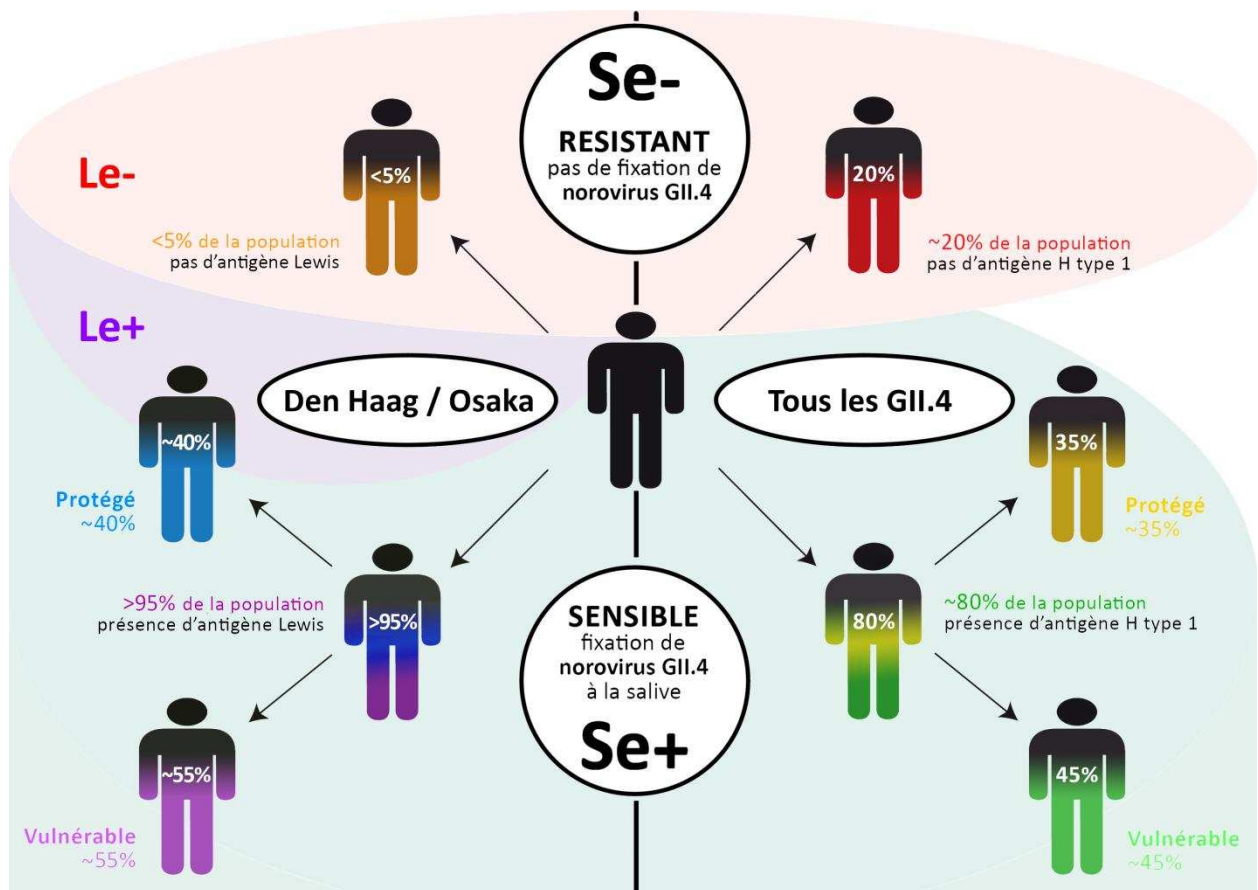 Se-
RESISTANT
pas de fixation de
norovirus GII.4
Le-
<5%
<5% de la population
pas d'antigène Lewis
20%
~20% de la population
pas d'antigène H type 1
Le+
Den Haag / Osaka
Tous les GII.4
~40%
Protégé
~40%
35%
Protégé
~35%
>95% de la population
présence d'antigène Lewis
>95%
SENSIBLE
fixation de
norovirus GII.4
à la salive
Se+
80%
~80% de la population
présence d'antigène H type 1
~55%
Vulnérable
~55%
45%
Vulnérable
~45%